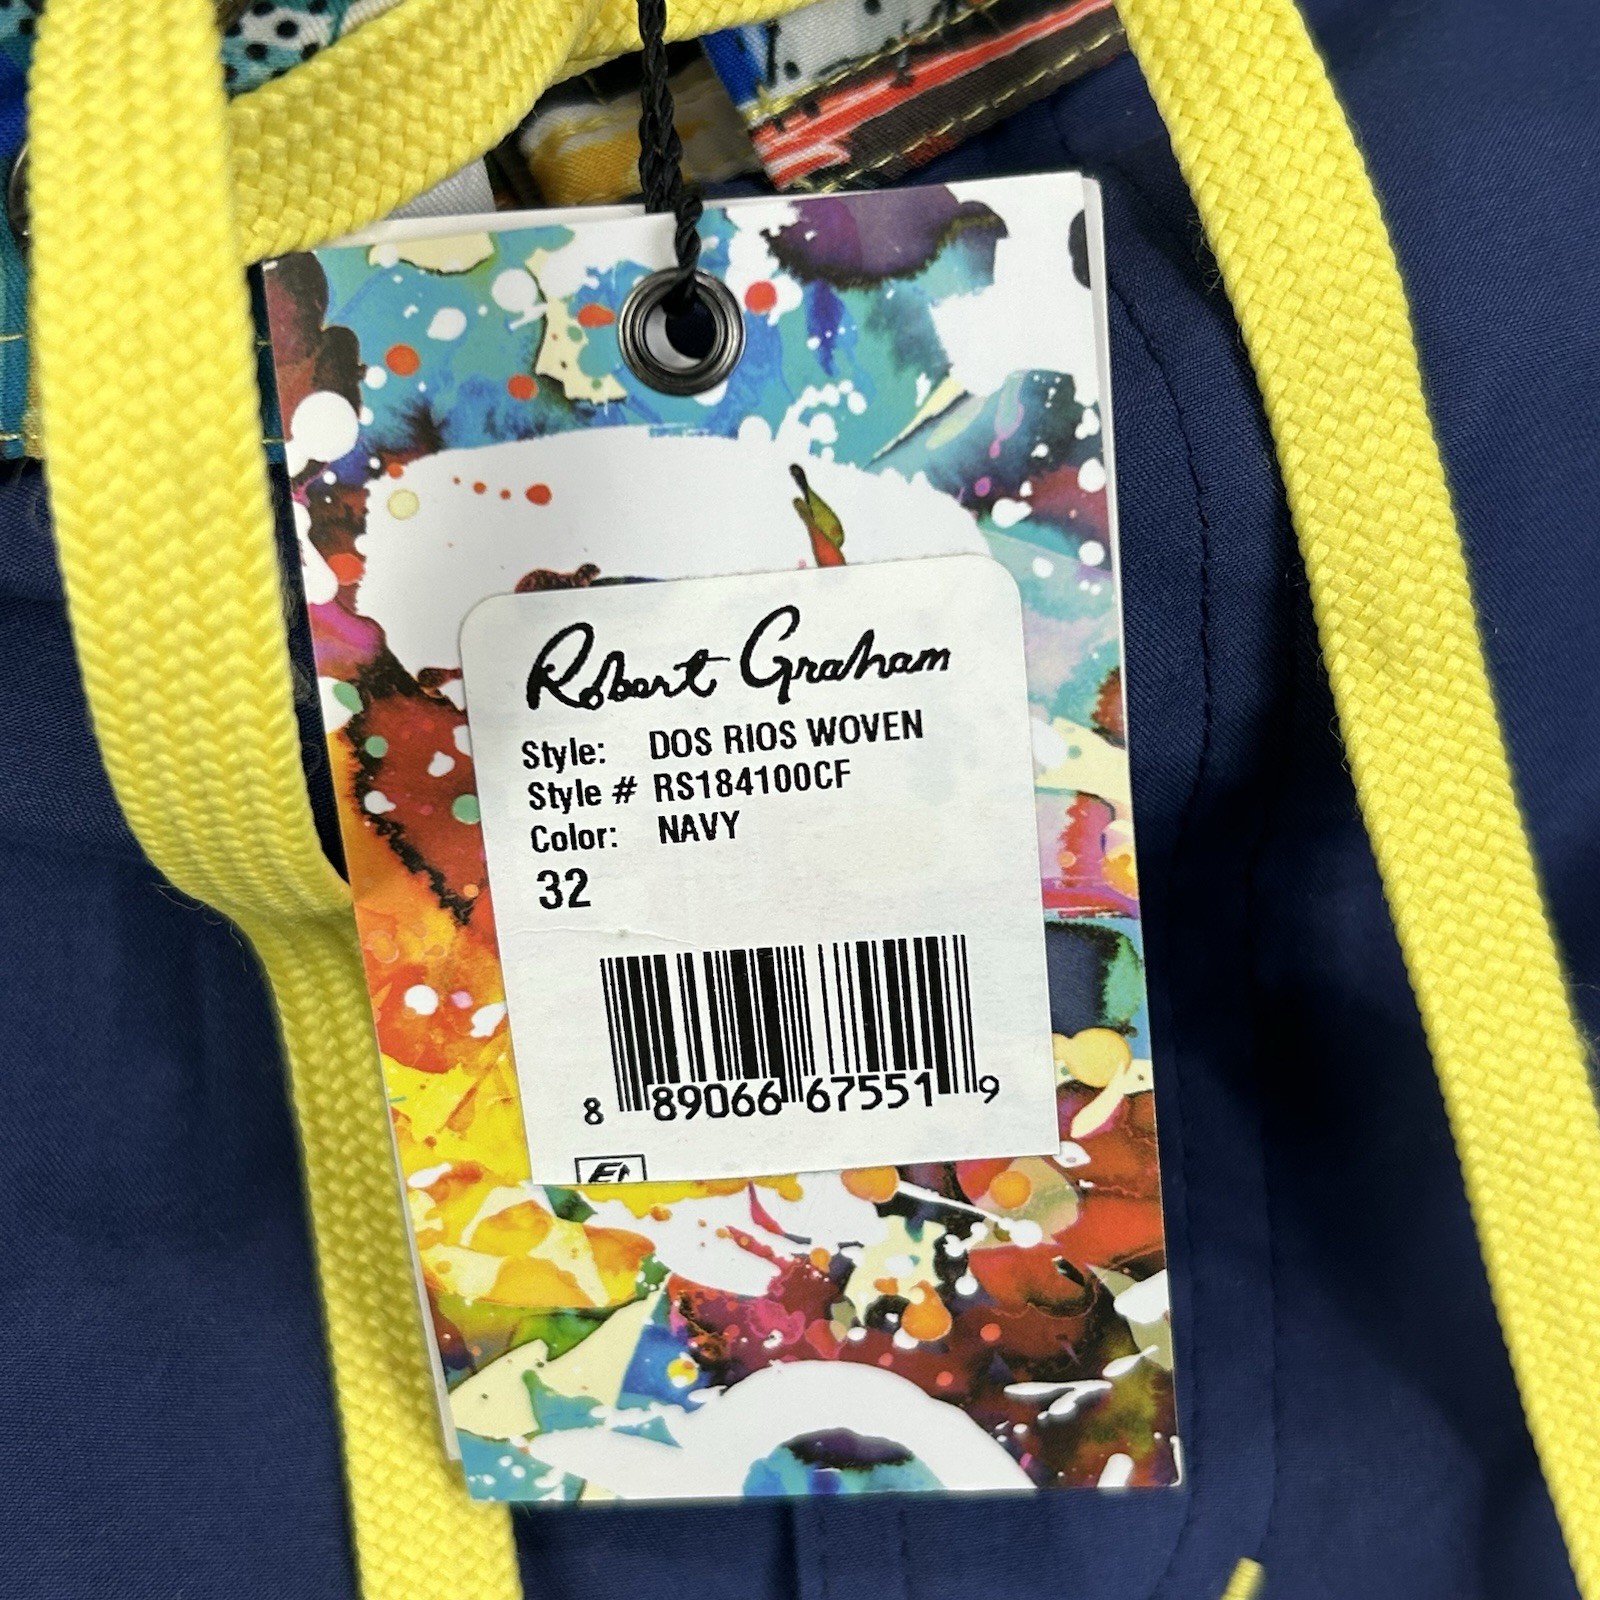 Robert Graham
Style: DOS RIOS WOVEN
Style # RS184100CF
Color: NAVY
32
8 89066 67551 9